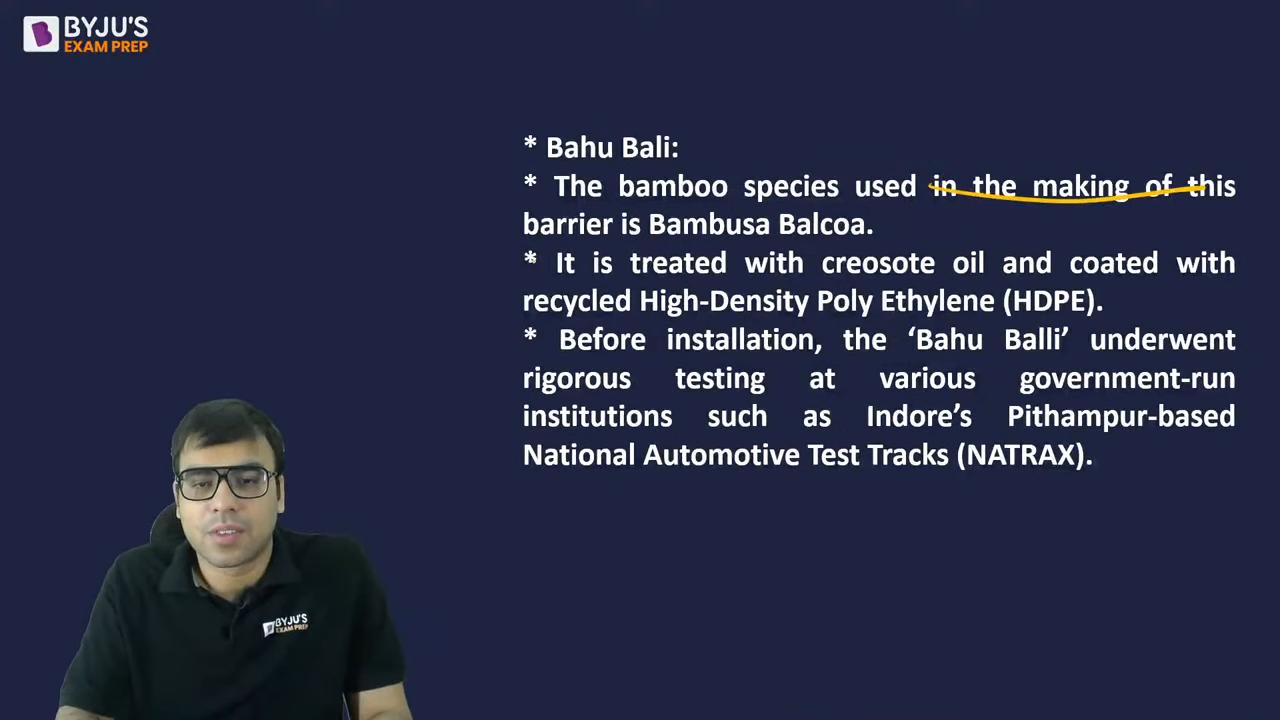 BYJU'S
EXAM PREP
* Bahu Bali:
* The bamboo species used in the making of this
barrier is Bambusa Balcoa.
* It is treated with creosote oil and coated with
recycled High-Density Poly Ethylene (HDPE).
* Before installation, the ‘Bahu Balli’ underwent
rigorous testing at various government-run
institutions such as Indore’s Pithampur-based
National Automotive Test Tracks (NATRAX).
BYJU'S
EXAM PREP